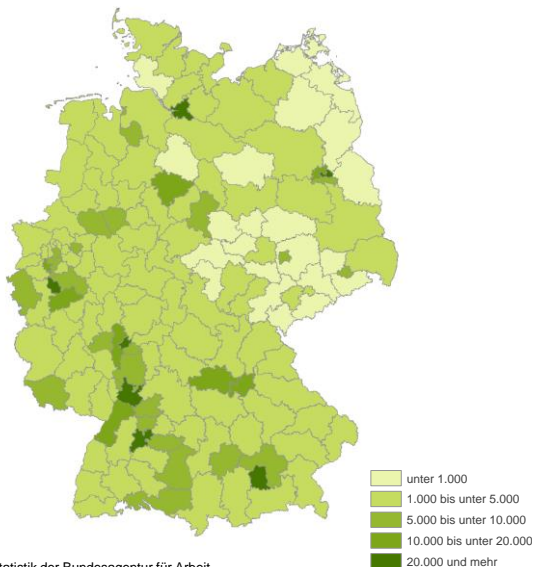 unter 1.000
1.000 bis unter 5.000
5.000 bis unter 10.000
10.000 bis unter 20.000
20.000 und mehr
der Bundesagentur für Arbeit